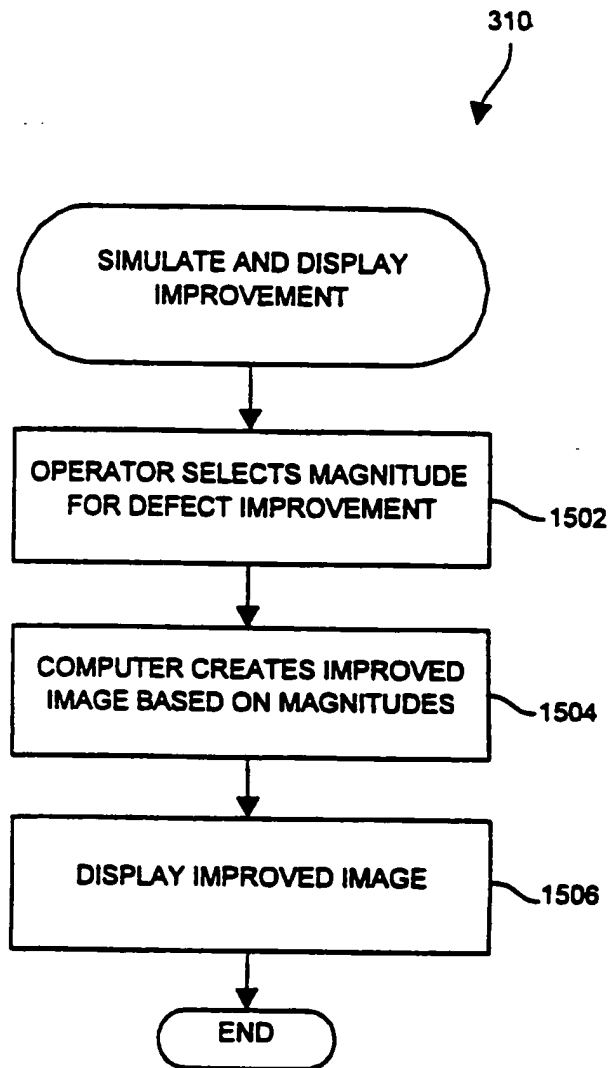 310
SIMULATE AND DISPLAY
IMPROVEMENT
OPERATOR SELECTS MAGNITUDE
FOR DEFECT IMPROVEMENT
1502
COMPUTER CREATES IMPROVED
IMAGE BASED ON MAGNITUDES
1504
DISPLAY IMPROVED IMAGE
1506
END